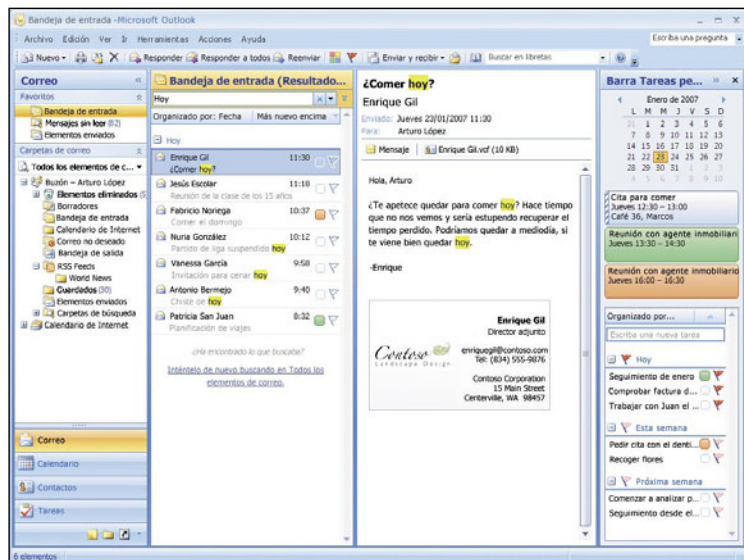 Bandeja de entrada -Microsoft Outlook
Archivo Edición Ver Ir Herramientas Acciones Ayuda
Escriba una pregunta
Nuevo
Responder Responder a todos Reenviar
Enviar y recibir
Buscar en libretas
Correo
Favoritos
Bandeja de entrada
Mensajes sin leer (82)
Elementos enviados
Carpetas de correo
Todos los elementos de c...
Buzón - Arturo López
Elementos eliminados (5
Borradores
Bandeja de entrada
Calendario de Internet
Correo no deseado
Bandeja de salida
RSS Feeds
World News
Guardados (30)
Elementos enviados
Carpetas de búsqueda
Calendario de Internet
Correo
Calendario
Contactos
Tareas
6 elementos
Bandeja de entrada (Resultado...
Hoy
Organizado por: Fecha Más nuevo encima
Hoy
Enrique Gil 11:30
¿Comer hoy?
Jesús Escolar 11:18
Reunión de la clase de los 15 años
Fabricio Noriega 10:37
Comer el domingo
Nuria González 10:12
Partido de liga suspendido hoy
Vanessa García 9:58
Invitación para cenar hoy
Antonio Bermejo 9:40
Chiste de hoy
Patricia San Juan 8:32
Planificación de viajes
¿Ha encontrado lo que buscaba?
Inténtelo de nuevo buscando en Todos los
elementos de correo.
¿Comer hoy?
Enrique Gil
Enviado: Jueves 23/01/2007 11:30
Para: Arturo López
Mensaje Enrique Gil.vcf (10 KB)
Hola, Arturo
¿Te apetece quedar para comer hoy? Hace tiempo
que no nos vemos y sería estupendo recuperar el
tiempo perdido. Podríamos quedar a mediodía, si
te viene bien quedar hoy.
-Enrique
Contoso
Landscape Design
Enrique Gil
Director adjunto
enriquegil@contoso.com
Tel: (834) 555-9876
Contoso Corporation
15 Main Street
Centerville, WA 98457
Barra Tareas pe...
Enero de 2007
L M M J V S D
31 1 2 3 4 5 6
7 8 9 10 11 12 13
14 15 16 17 18 19 20
21 22 23 24 25 26 27
28 29 30 31 1 2 3
4 5 6 7 8 9 10
Cita para comer
Jueves 12:30 – 13:00
Café 36, Marcos
Reunión con agente inmobiliari
Jueves 13:30 – 14:30
Reunión con agente inmobiliario
Jueves 16:00 – 16:30
Organizado por...
Escriba una nueva tarea
Hoy
Seguimiento de enero
Comprobar factura d...
Trabajar con Juan el ...
Esta semana
Pedir cita con el denti...
Recoger flores
Próxima semana
Comenzar a analizar p...
Seguimiento desde el...